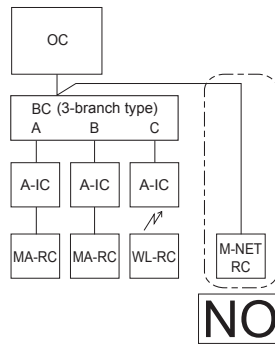 OC
BC (3-branch type)
A B C
A-IC A-IC A-IC
MA-RC MA-RC WL-RC M-NET
RC
NO